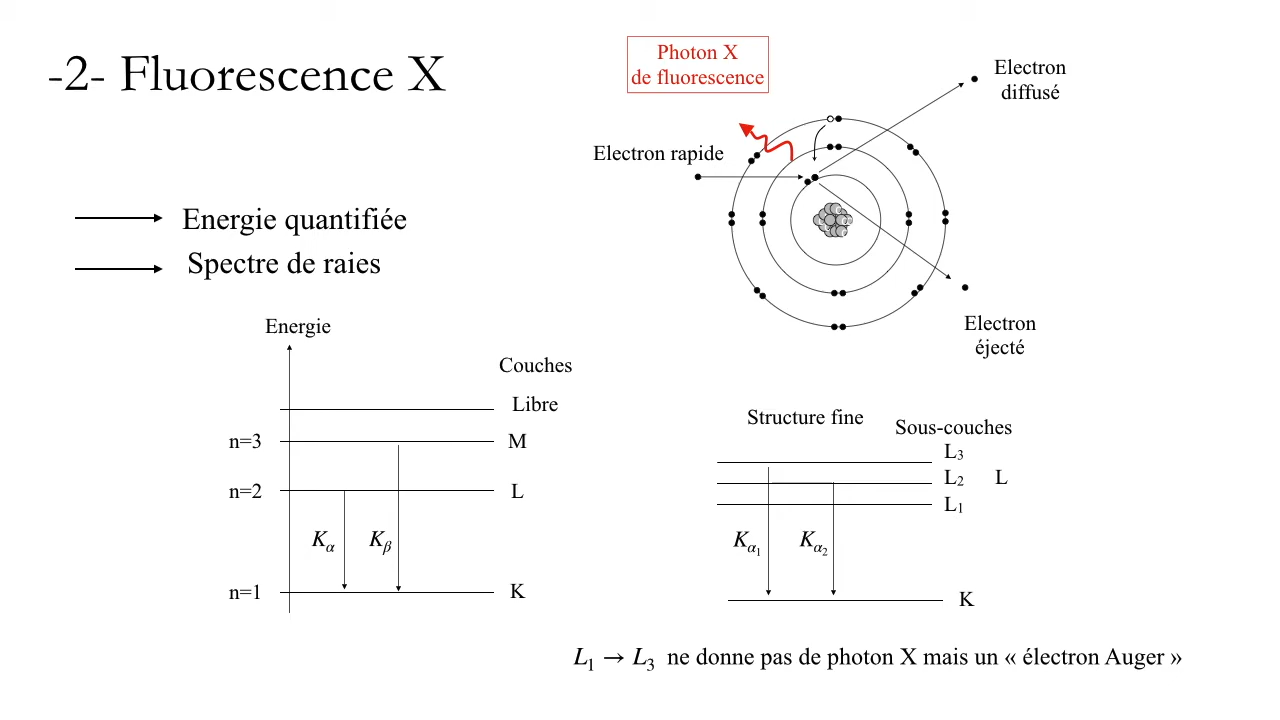 -2- Fluorescence X
Photon X
de fluorescence
Electron
diffusé
Electron rapide
Energie quantifiée
Spectre de raies
Electron
éjecté
Energie
Couches
Libre
n=3
M
n=2
L
Kα
Kβ
n=1
K
Structure fine
Sous-couches
L3
L2
L
L1
Kα1
Kα2
K
L1 → L3 ne donne pas de photon X mais un « électron Auger »